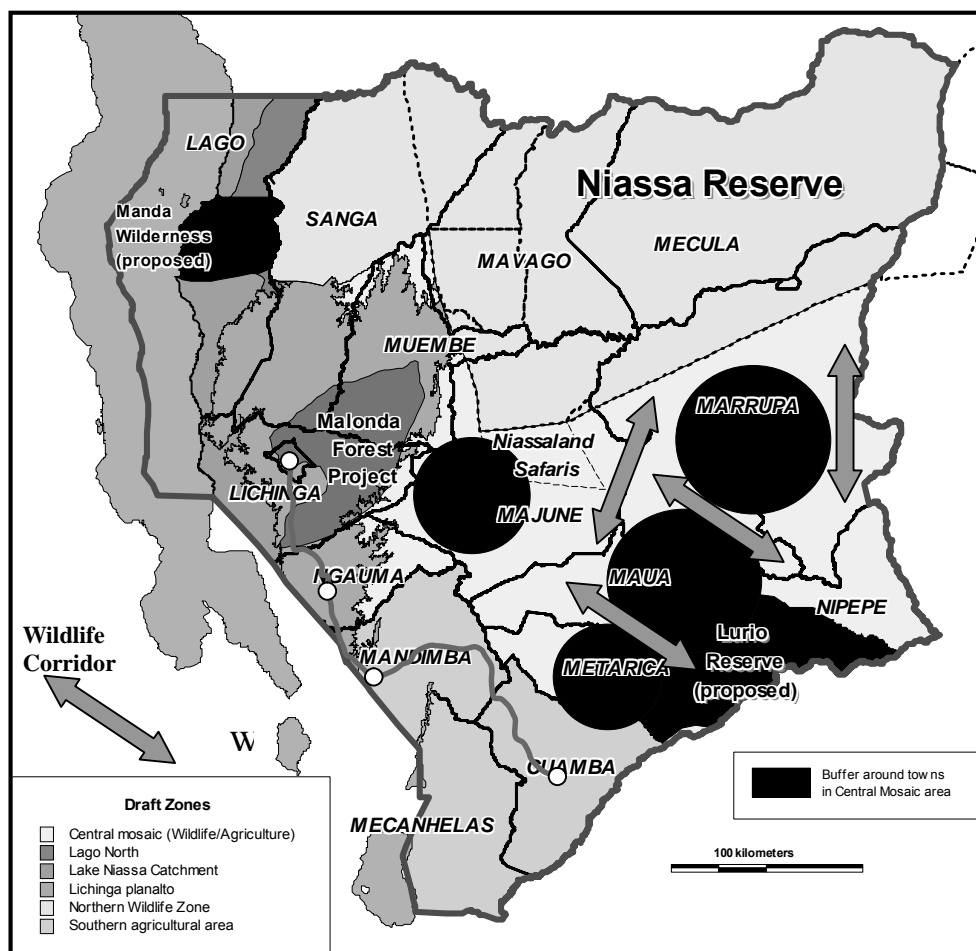 LAGO
Niassa Reserve
Manda
Wilderness
(proposed)
SANGA
MECULA
MAVAGO
MUEMBE
MARRUPA
Malonda
Forest
Project
Niassaland
Safaris
LICHINGA
MAJUNE
N'GAUMA
MAUA
NIPEPE
Wildlife
Corridor
MANDIMBA
Lurio
Reserve
(proposed)
METARICA
W
CUAMBA
MECANHELAS
Buffer around towns
in Central Mosaic area
100 kilometers
Draft Zones
Central mosaic (Wildlife/Agriculture)
Lago North
Lake Niassa Catchment
Lichinga planalto
Northern Wildlife Zone
Southern agricultural area